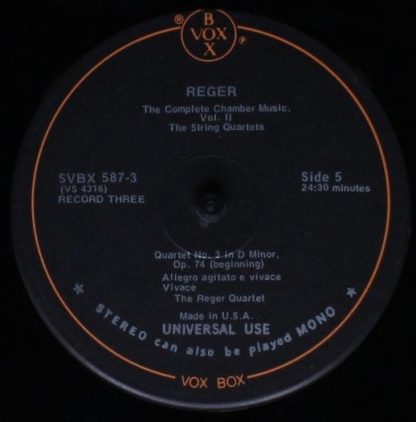 ®
BOX
VOX
℗
REGER
The Complete Chamber Music,
Vol. II
The String Quartets
SVBX 587-3
(VS 4316)
RECORD THREE
Side 5
24:30 minutes
Quartet No. 3 in D Minor,
Op. 74 (beginning)
Allegro agitato e vivace
Vivace
The Reger Quartet
Made in U.S.A.
UNIVERSAL USE
★ STEREO can also be played MONO ★
VOX BOX